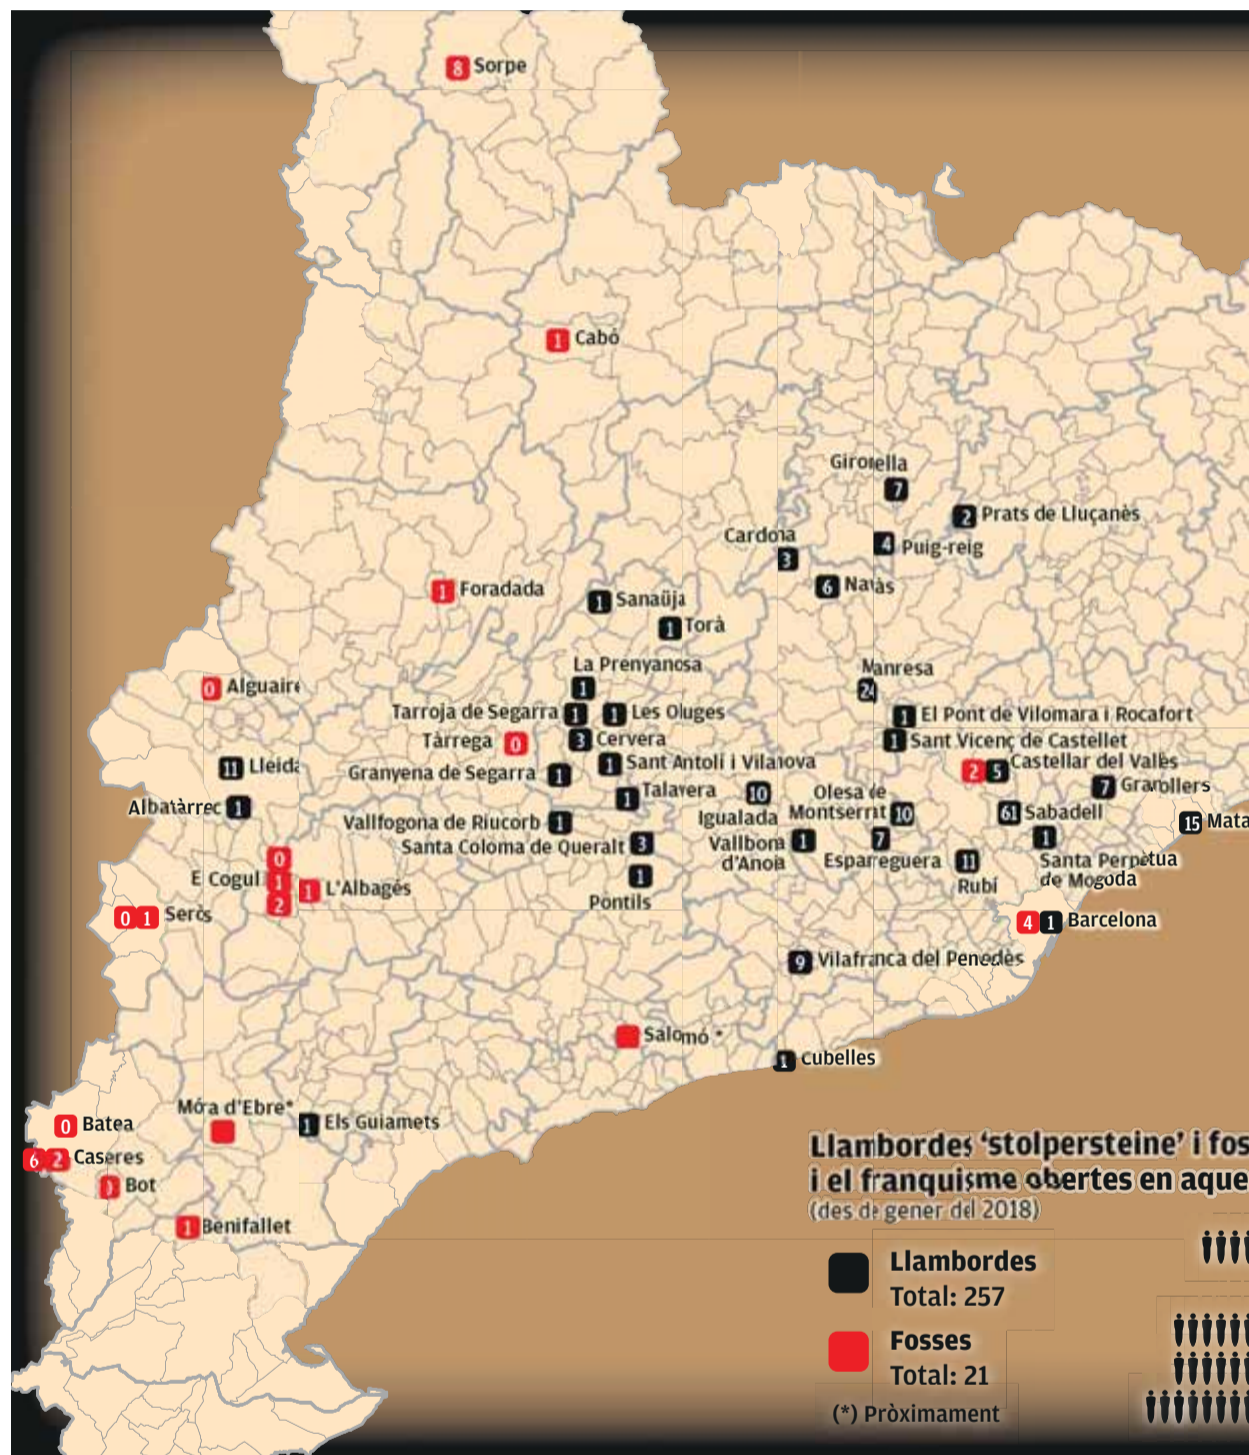 8 Sorpe
1 Cabó
Gironella
7
2 Prats de Lluçanès
Cardona
3
4 Puig-reig
6 Navàs
1 Foradada
1 Sanaüja
1 Torà
La Prenyanosa
1
Manresa
24
0 Alguaire
Tarroja de Segarra 1
1 Les Oluges
1 El Pont de Vilomara i Rocafort
Tàrrega 0
3 Cervera
1 Sant Vicenç de Castellet
11 Lleida
Granyena de Segarra 1
1 Sant Antolí i Vilanova
2 5 Castellar del Vallès
7 Granollers
Albatàrrec 1
1 Talavera
10
Igualada
Olesa de
Montserrat 10
61 Sabadell
15 Mata
Vallfogona de Riucorb 1
Santa Coloma de Queralt 3
Vallbona
d'Anoia
1
7
Esparreguera
11
Rubí
1
Santa Perpètua
de Mogoda
0
E Cogul 1
2
1 L'Albagés
1
Pontils
0 1 Seròs
4 1 Barcelona
9 Vilafranca del Penedès
Salomó *
1 Cubelles
Móra d'Ebre*
1 Els Guiamets
0 Batea
6 2 Caseres
Bot
1 Benifallet
Llambordes ‘stolpersteine’ i fos
i el franquisme obertes en aque
(des de gener del 2018)
Llambordes
Total: 257
Fosses
Total: 21
(*) Pròximament